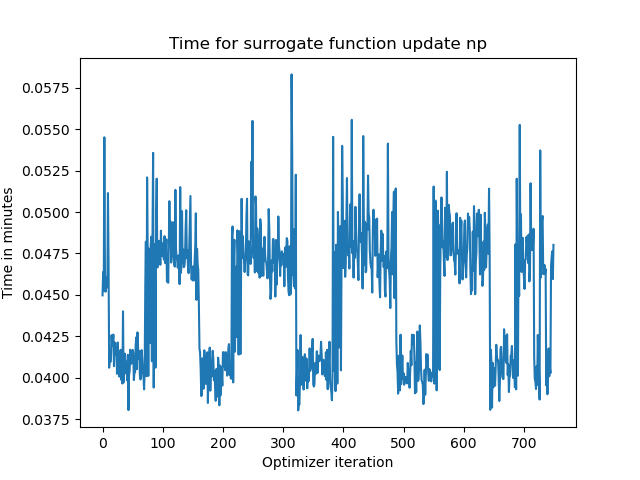 Time for surrogate function update np
Time in minutes
0.0575
0.0550
0.0525
0.0500
0.0475
0.0450
0.0425
0.0400
0.0375
0 100 200 300 400 500 600 700
Optimizer iteration